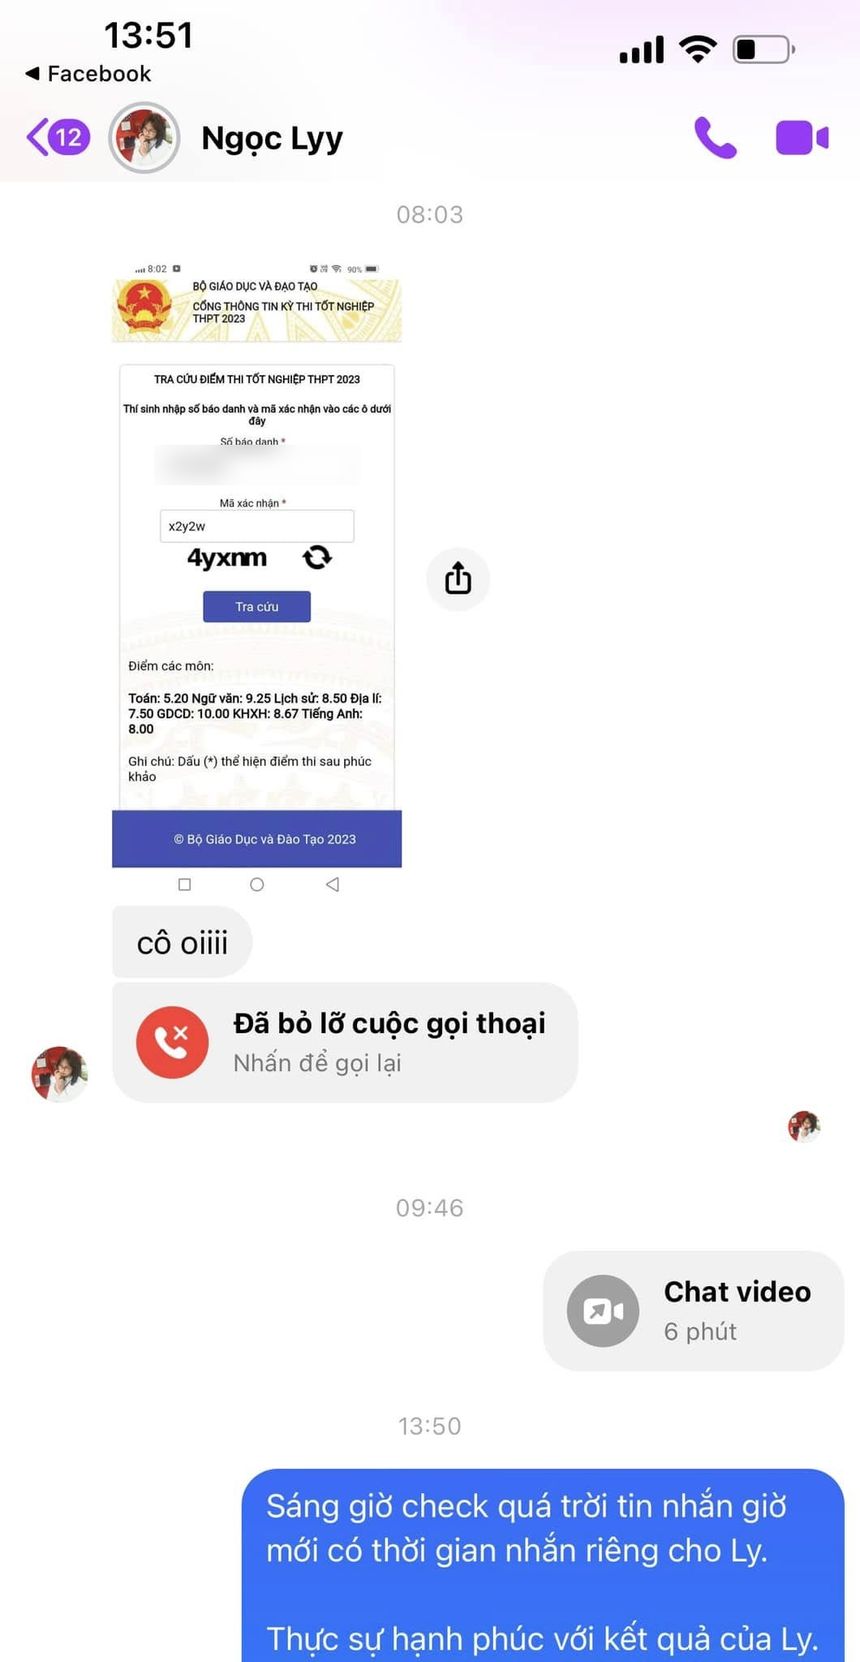 13:51
Facebook
12
Ngọc Lyy
08:03
8:02
90%
BỘ GIÁO DỤC VÀ ĐẠO TẠO
CỔNG THÔNG TIN KỲ THI TỐT NGHIỆP
THPT 2023
TRA CỨU ĐIỂM THI TỐT NGHIỆP THPT 2023
Thí sinh nhập số báo danh và mã xác nhận vào các ô dưới
đây
Số báo danh *
Mã xác nhận *
x2y2w
4yxnm
Tra cứu
Điểm các môn:
Toán: 5.20 Ngữ văn: 9.25 Lịch sử: 8.50 Địa lí:
7.50 GDCD: 10.00 KHXH: 8.67 Tiếng Anh:
8.00
Ghi chú: Dấu (*) thể hiện điểm thi sau phúc
khảo
© Bộ Giáo Dục và Đào Tạo 2023
cô oiiii
Đã bỏ lỡ cuộc gọi thoại
Nhấn để gọi lại
09:46
Chat video
6 phút
13:50
Sáng giờ check quá trời tin nhắn giờ
mới có thời gian nhắn riêng cho Ly.
Thực sự hạnh phúc với kết quả của Ly.